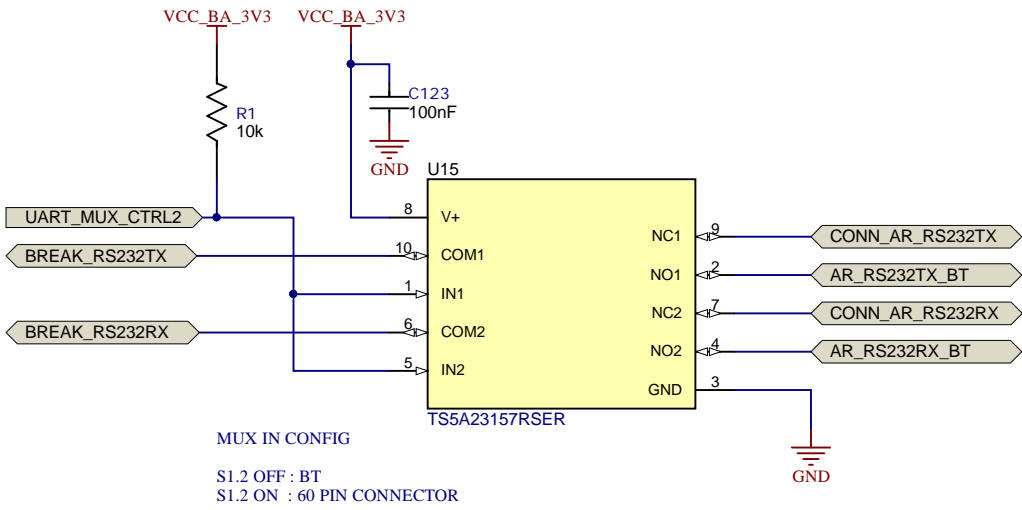 VCC_BA_3V3 VCC_BA_3V3
R1
10k
C123
100nF
GND
U15
UART_MUX_CTRL2
8 V+
BREAK_RS232TX
10 COM1
1 IN1
BREAK_RS232RX
6 COM2
5 IN2
NC1 9 CONN_AR_RS232TX
NO1 2 AR_RS232TX_BT
NC2 7 CONN_AR_RS232RX
NO2 4 AR_RS232RX_BT
GND 3
TS5A23157RSER
GND
MUX IN CONFIG
S1.2 OFF : BT
S1.2 ON : 60 PIN CONNECTOR